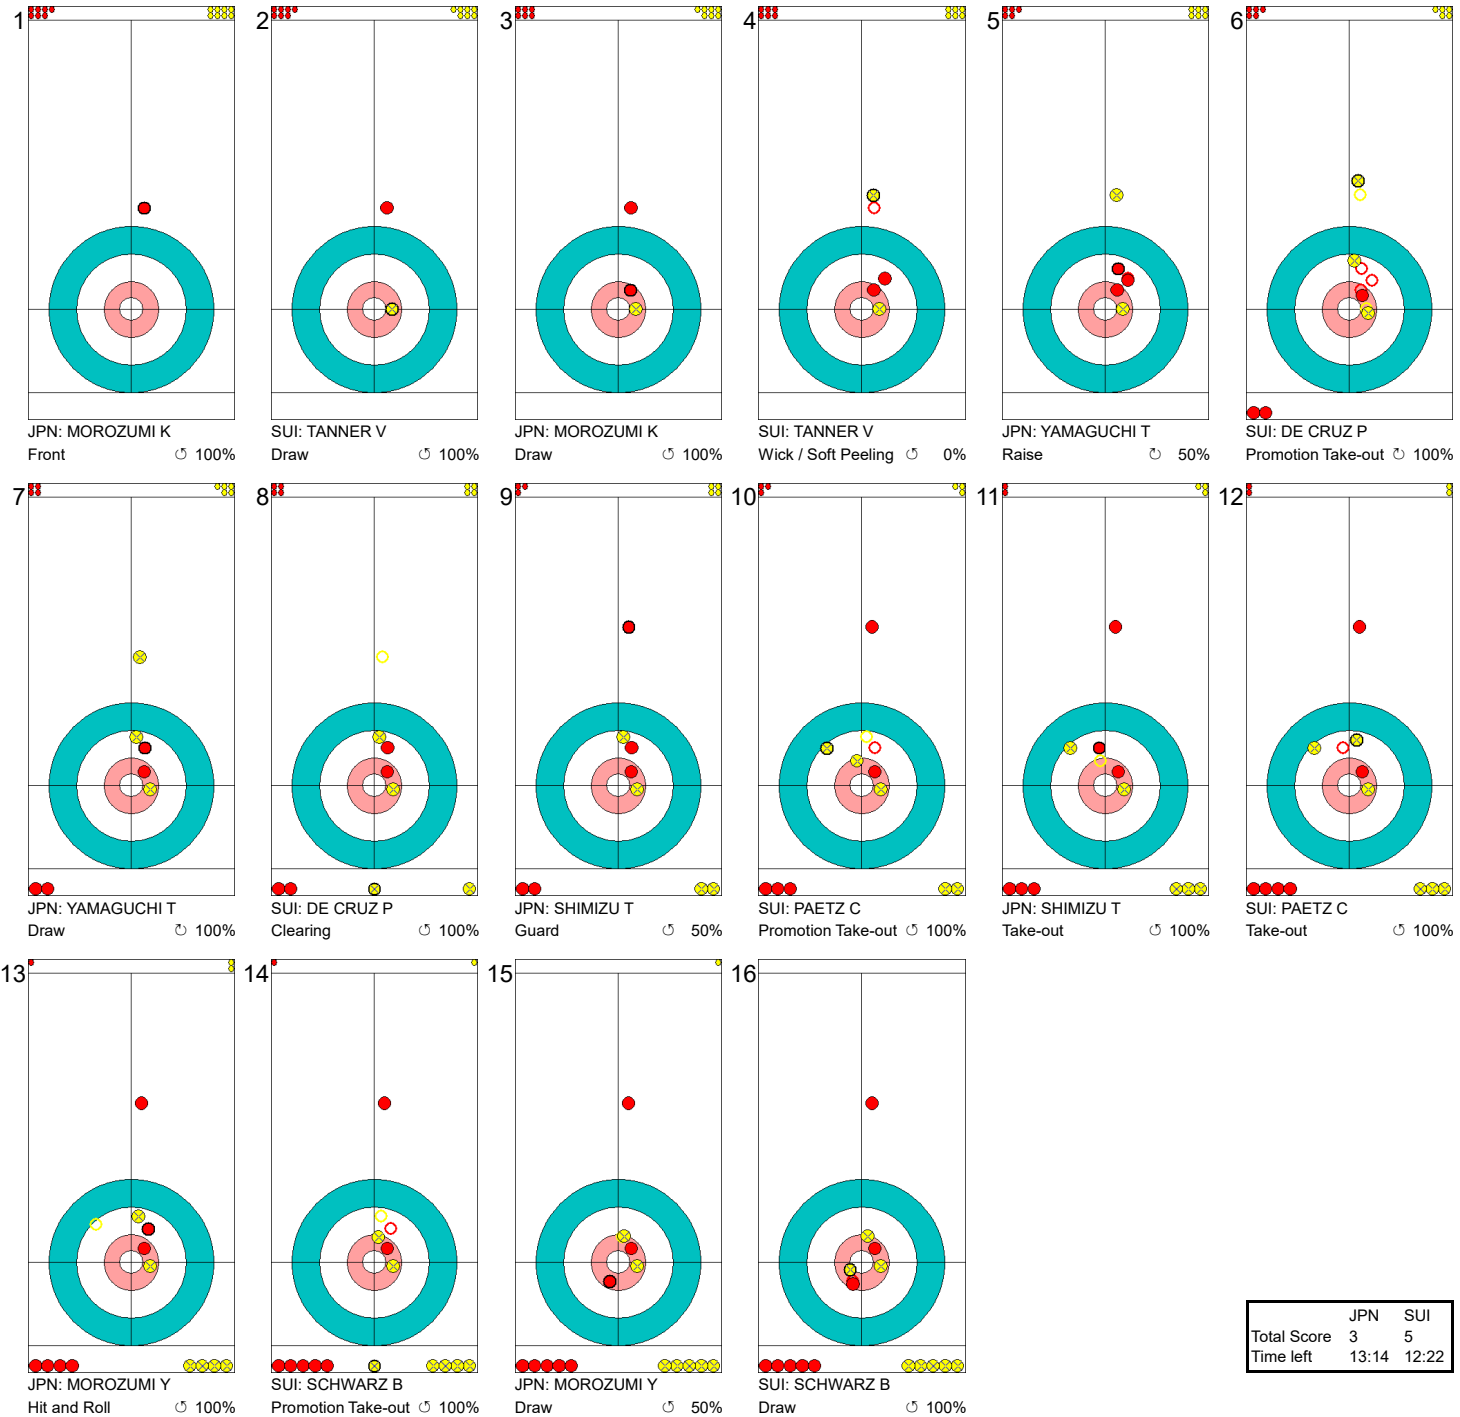 1 2 3 4 5 6
JPN: MOROZUMI K SUI: TANNER V JPN: MOROZUMI K SUI: TANNER V JPN: YAMAGUCHI T SUI: DE CRUZ P
Front ↺ 100% Draw ↺ 100% Draw ↺ 100% Wick / Soft Peeling ↺ 0% Raise ↻ 50% Promotion Take-out ↻ 100%
7 8 9 10 11 12
JPN: YAMAGUCHI T SUI: DE CRUZ P JPN: SHIMIZU T SUI: PAETZ C JPN: SHIMIZU T SUI: PAETZ C
Draw ↺ 100% Clearing ↺ 100% Guard ↺ 50% Promotion Take-out ↺ 100% Take-out ↺ 100% Take-out ↺ 100%
13 14 15 16
JPN: MOROZUMI Y SUI: SCHWARZ B JPN: MOROZUMI Y SUI: SCHWARZ B
Hit and Roll ↺ 100% Promotion Take-out ↺ 100% Draw ↺ 50% Draw ↺ 100%
JPN SUI
Total Score 3 5
Time left 13:14 12:22